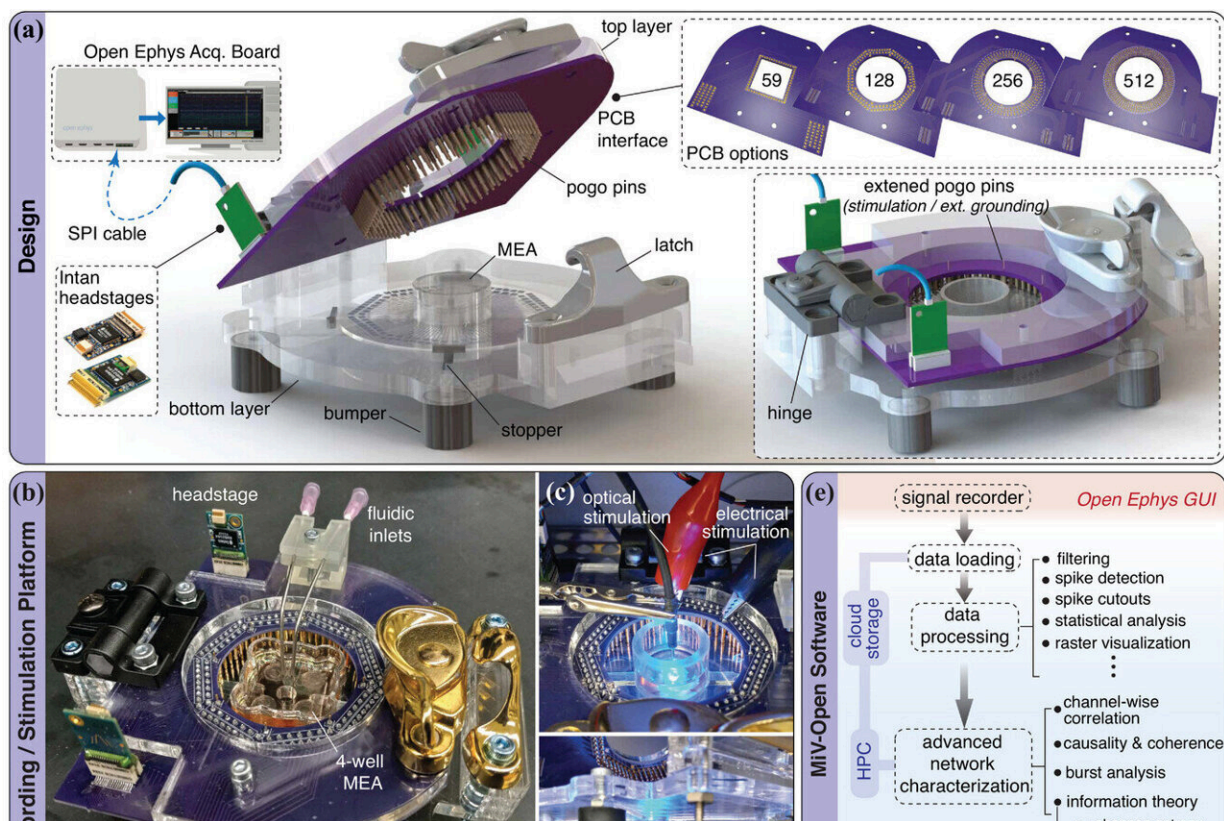 (a)
Design
Open Ephys Acq. Board
SPI cable
Intan
headstages
top layer
PCB
interface
pogo pins
MEA
latch
bottom layer
bumper
stopper
59
128
256
512
PCB options
extened pogo pins
(stimulation / ext. grounding)
hinge
(b)
ording / Stimulation Platform
headstage
fluidic
inlets
4-well
MEA
(c)
optical
stimulation
electrical
stimulation
(e)
MiV-Open Software
signal recorder
Open Ephys GUI
data loading
cloud
storage
data
processing
• filtering
• spike detection
• spike cutouts
• statistical analysis
• raster visualization
HPC
advanced
network
characterization
• channel-wise
correlation
• causality & coherence
• burst analysis
• information theory